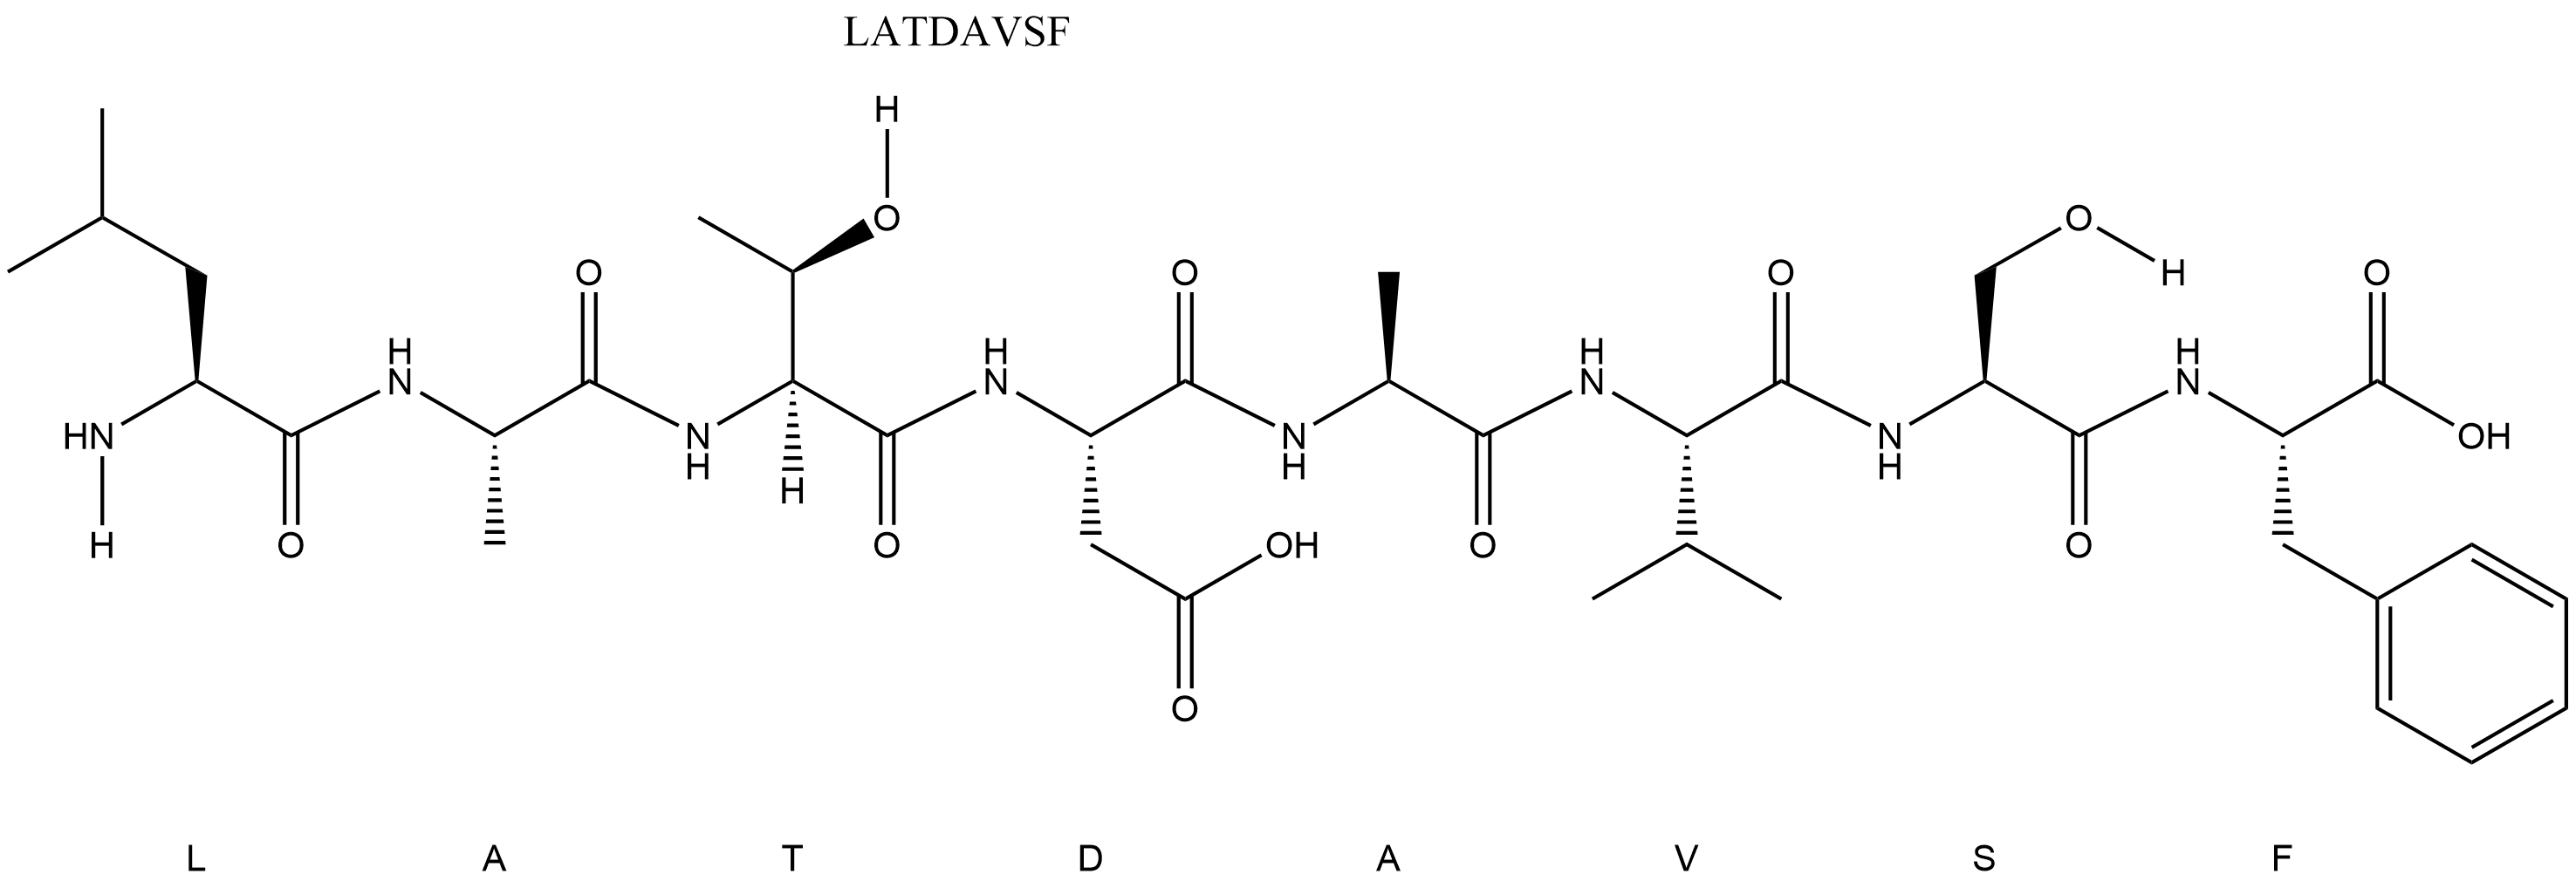 LATDAVSF
H
O
O O O O
O H
H H H H
N N N N
HN N N N OH
H H H H
H O O OH O O
O
L A T D A V S F